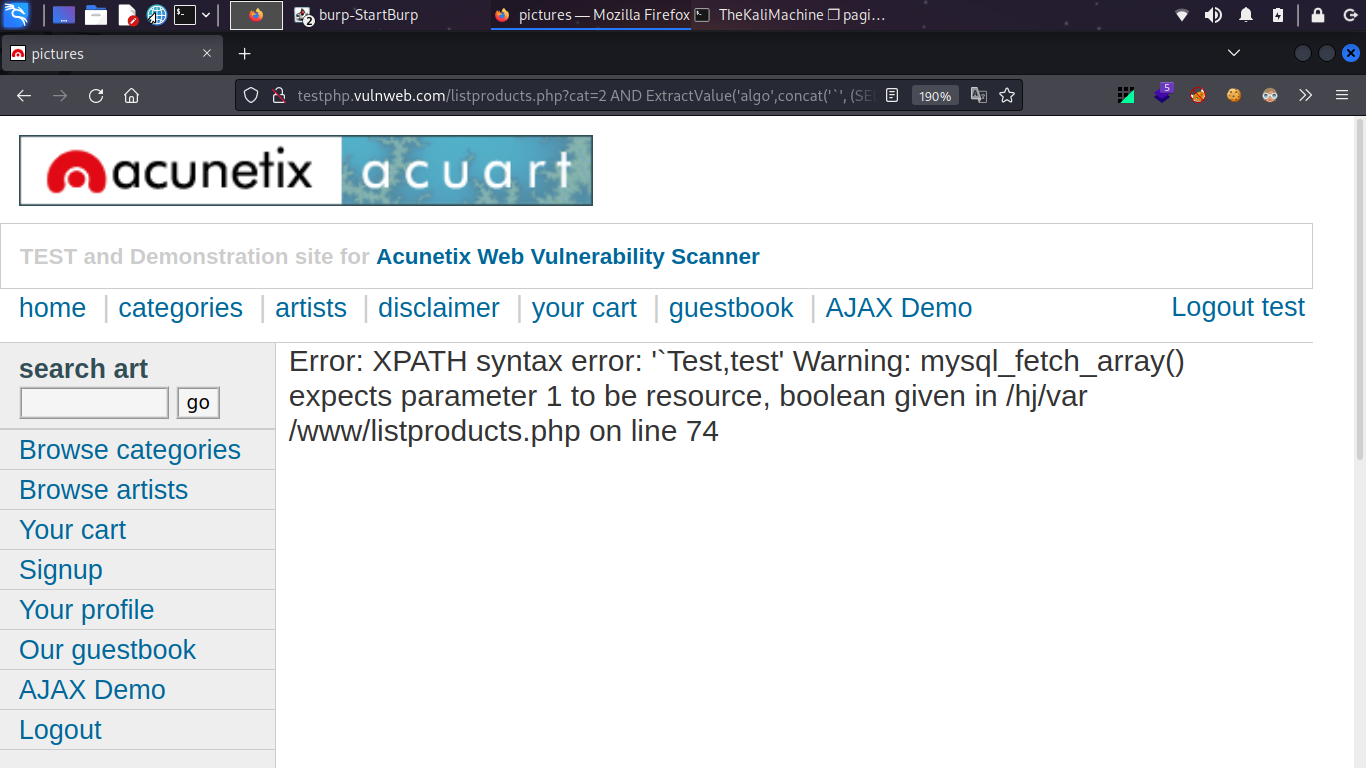 burp-StartBurp
pictures — Mozilla Firefox
TheKaliMachine ❐ pagi…
2
pictures
testphp.vulnweb.com/listproducts.php?cat=2 AND ExtractValue('algo',concat('`', (SE
190%
5
acunetix acuart
TEST and Demonstration site for Acunetix Web Vulnerability Scanner
home | categories | artists | disclaimer | your cart | guestbook | AJAX Demo
Logout test
search art
go
Browse categories
Browse artists
Your cart
Signup
Your profile
Our guestbook
AJAX Demo
Logout
Error: XPATH syntax error: '`Test,test' Warning: mysql_fetch_array()
expects parameter 1 to be resource, boolean given in /hj/var
/www/listproducts.php on line 74